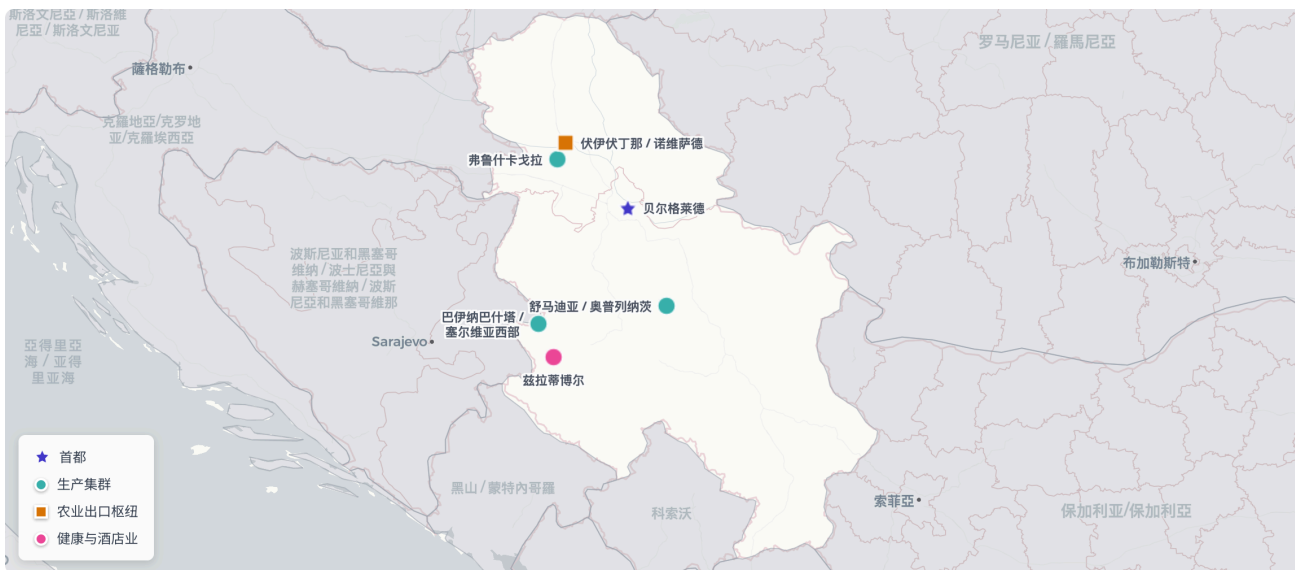 斯洛文尼亞/斯洛維
尼亞/斯洛文尼亚
薩格勒布
克羅地亞/克罗地
亚/克羅埃西亞
罗马尼亚/羅馬尼亞
伏伊伏丁那 / 诺维萨德
弗鲁什卡戈拉
贝尔格莱德
波斯尼亚和黑塞哥
维纳/波士尼亞與
赫塞哥維納/波斯
尼亞和黑塞哥維那
布加勒斯特
舒马迪亚 / 奥普列纳茨
巴伊纳巴什塔 /
塞尔维亚西部
Sarajevo
亞得里亞
海/亚得
里亚海
兹拉蒂博尔
黑山/蒙特內哥羅
科索沃
索菲亞
保加利亚/保加利亞
首都
生产集群
农业出口枢纽
健康与酒店业